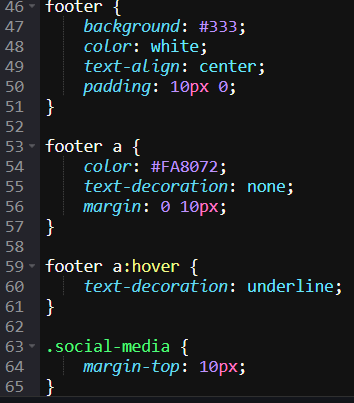 46 footer {
47     background: #333;
48     color: white;
49     text-align: center;
50     padding: 10px 0;
51 }
52
53 footer a {
54     color: #FA8072;
55     text-decoration: none;
56     margin: 0 10px;
57 }
58
59 footer a:hover {
60     text-decoration: underline;
61 }
62
63 .social-media {
64     margin-top: 10px;
65 }